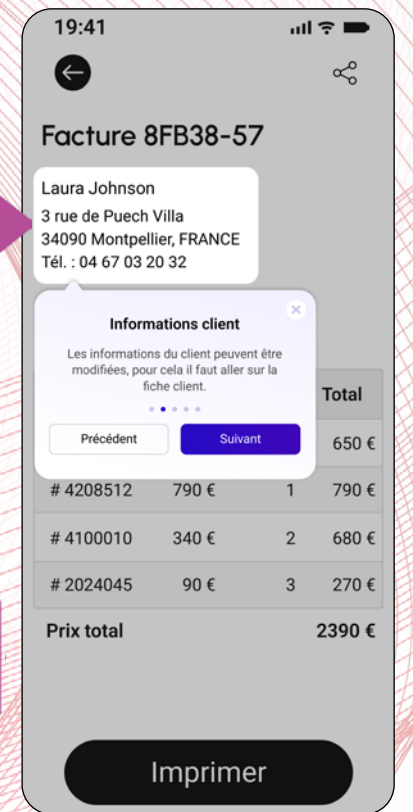 19:41
Facture 8FB38-57
Laura Johnson
3 rue de Puech Villa
34090 Montpellier, FRANCE
Tél. : 04 67 03 20 32
Informations client
Les informations du client peuvent être
modifiées, pour cela il faut aller sur la
fiche client.
Précédent Suivant
Total
650 €
# 4208512 790 € 1 790 €
# 4100010 340 € 2 680 €
# 2024045 90 € 3 270 €
Prix total 2390 €
Imprimer